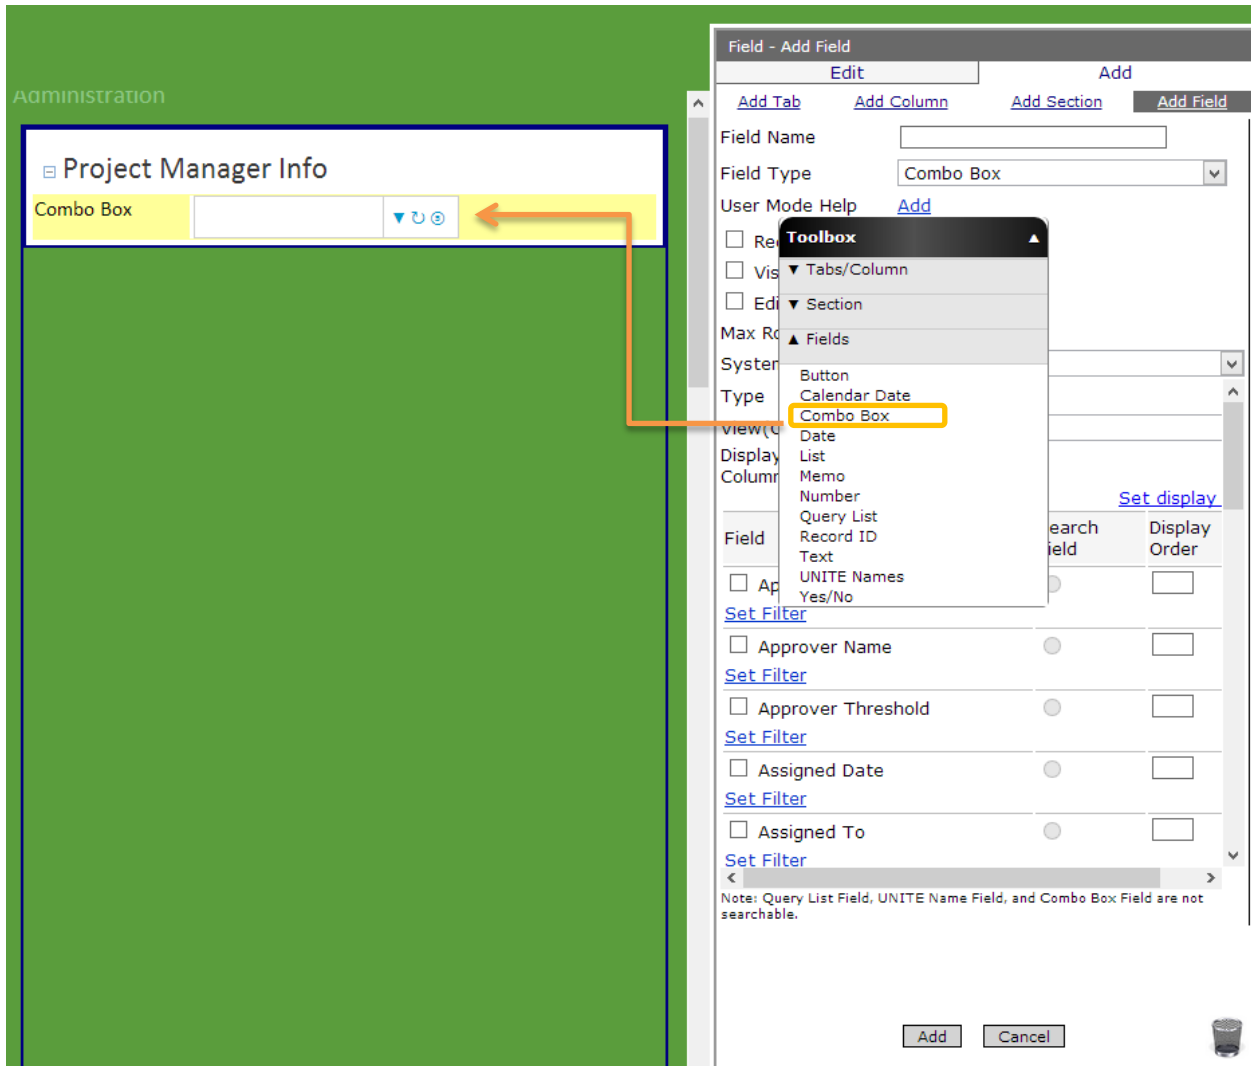 Administration
Project Manager Info
Combo Box
Field - Add Field
Edit Add
Add Tab Add Column Add Section Add Field
Field Name
Field Type Combo Box
User Mode Help Add
Toolbox
Tabs/Column
Section
Max
Fields
Type
Button
Calendar Date
Combo Box
Date
Display
List
Memo
Number
Set display
Query List
Field
Record ID
Display
Order
Text
UNITE Names
Yes/No
Set Filter
Approver Name
Set Filter
Approver Threshold
Set Filter
Assigned Date
Set Filter
Assigned To
Set Filter
Note: Query List Field, UNITE Name Field, and Combo Box Field are not
searchable.
Add Cancel